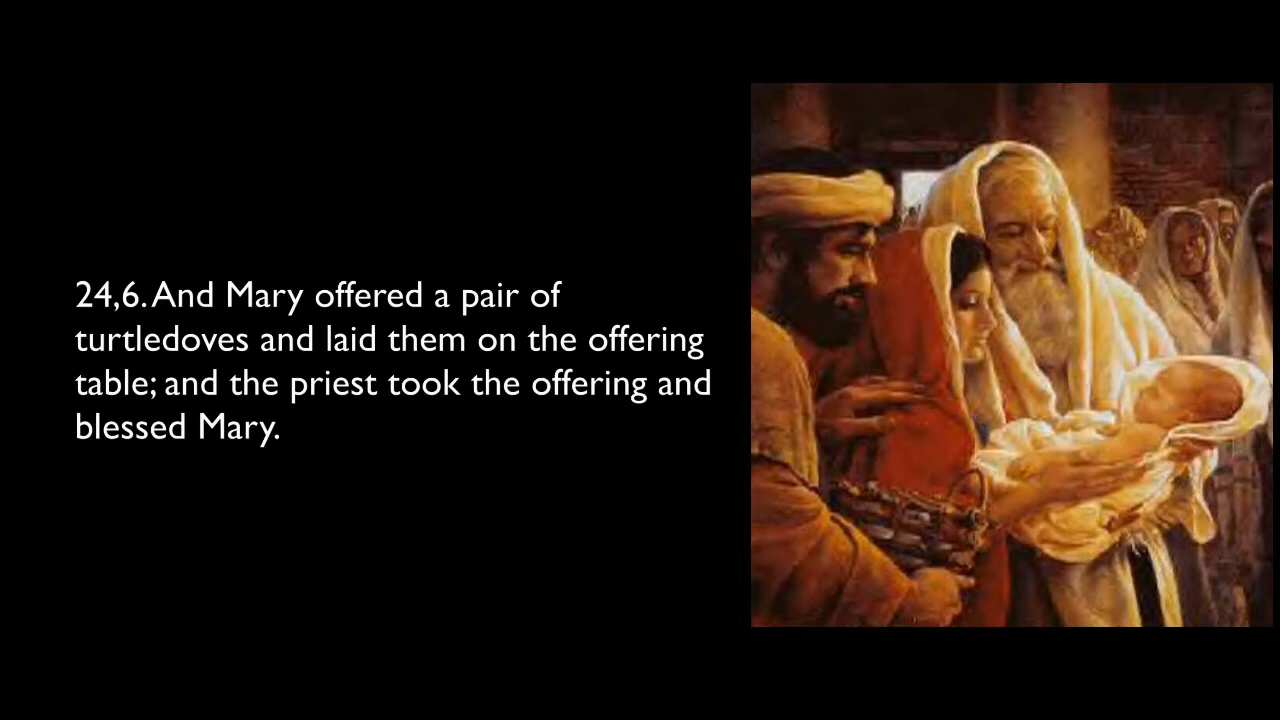 24,6. And Mary offered a pair of
turtledoves and laid them on the offering
table; and the priest took the offering and
blessed Mary.